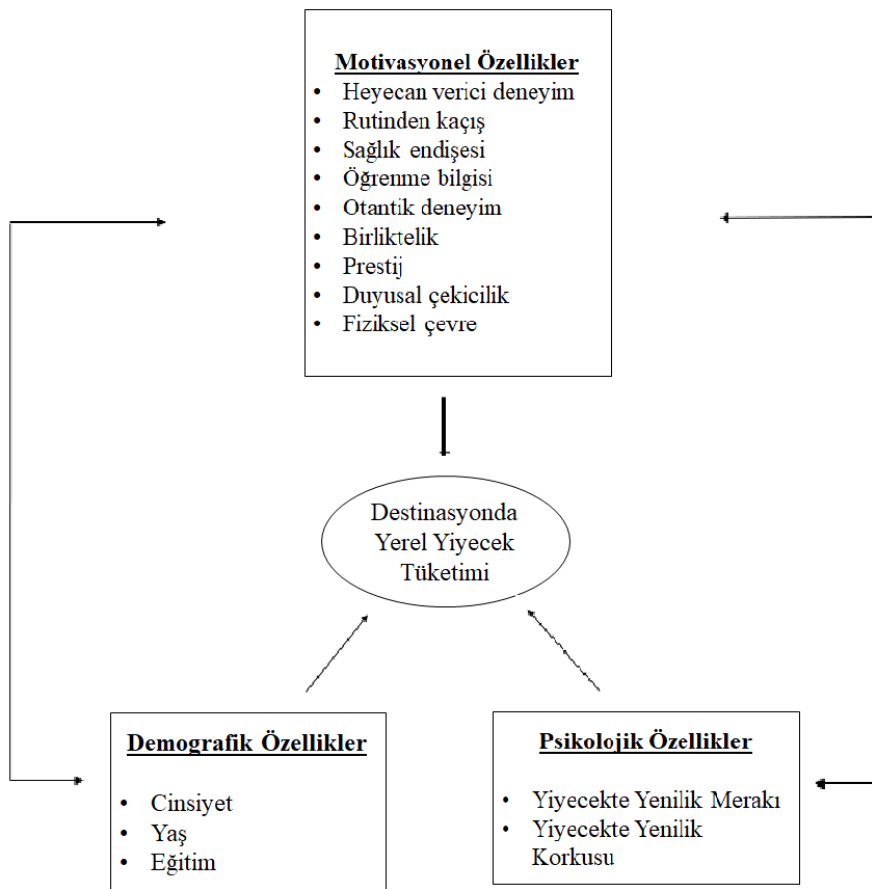 Motivasyonel Özellikler
• Heyecan verici deneyim
• Rutinden kaçış
• Sağlık endişesi
• Öğrenme bilgisi
• Otantik deneyim
• Birliktelik
• Prestij
• Duyusal çekicilik
• Fiziksel çevre
Destinasyonda
Yerel Yiyecek
Tüketimi
Demografik Özellikler
• Cinsiyet
• Yaş
• Eğitim
Psikolojik Özellikler
• Yiyecekte Yenilik Merakı
• Yiyecekte Yenilik
Korkusu